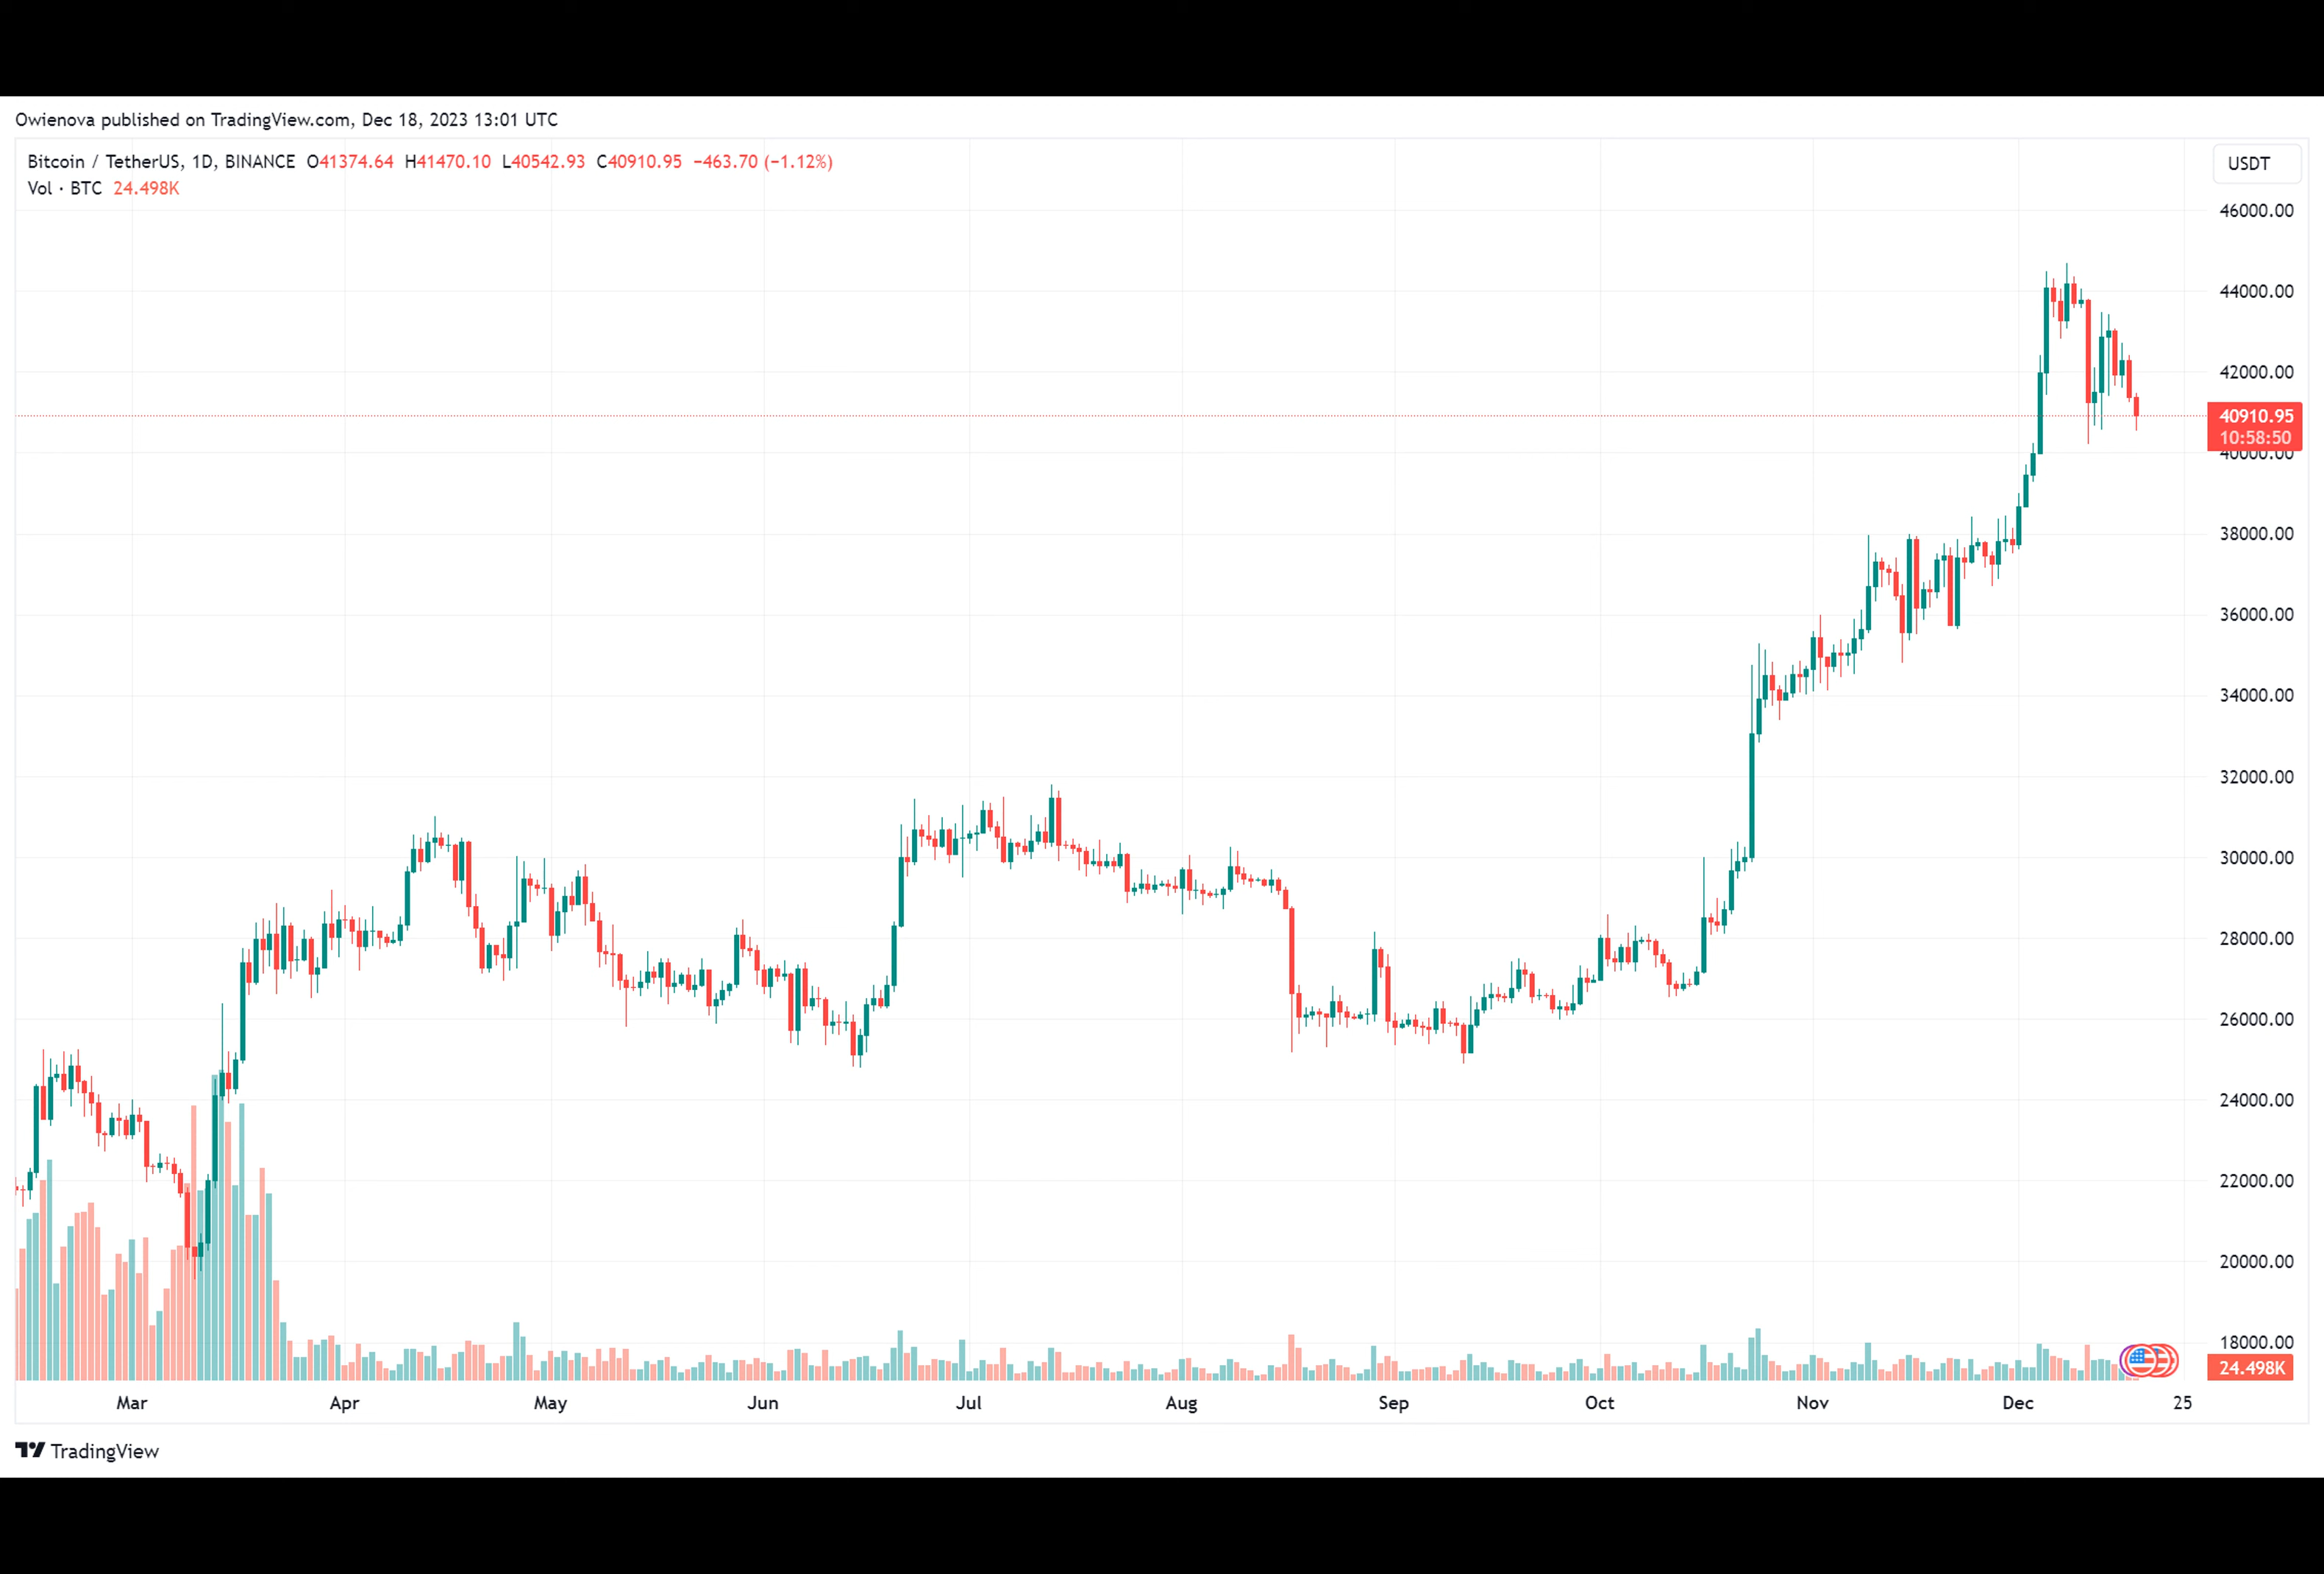 Owienova published on TradingView.com, Dec 18, 2023 13:01 UTC
Bitcoin / TetherUS, 1D, BINANCE O41374.64 H41470.10 L40542.93 C40910.95 −463.70 (−1.12%)
Vol · BTC 24.498K
USDT
46000.00
44000.00
42000.00
40910.95
10:58:50
40000.00
38000.00
36000.00
34000.00
32000.00
30000.00
28000.00
26000.00
24000.00
22000.00
20000.00
18000.00
24.498K
Mar Apr May Jun Jul Aug Sep Oct Nov Dec 25
TradingView